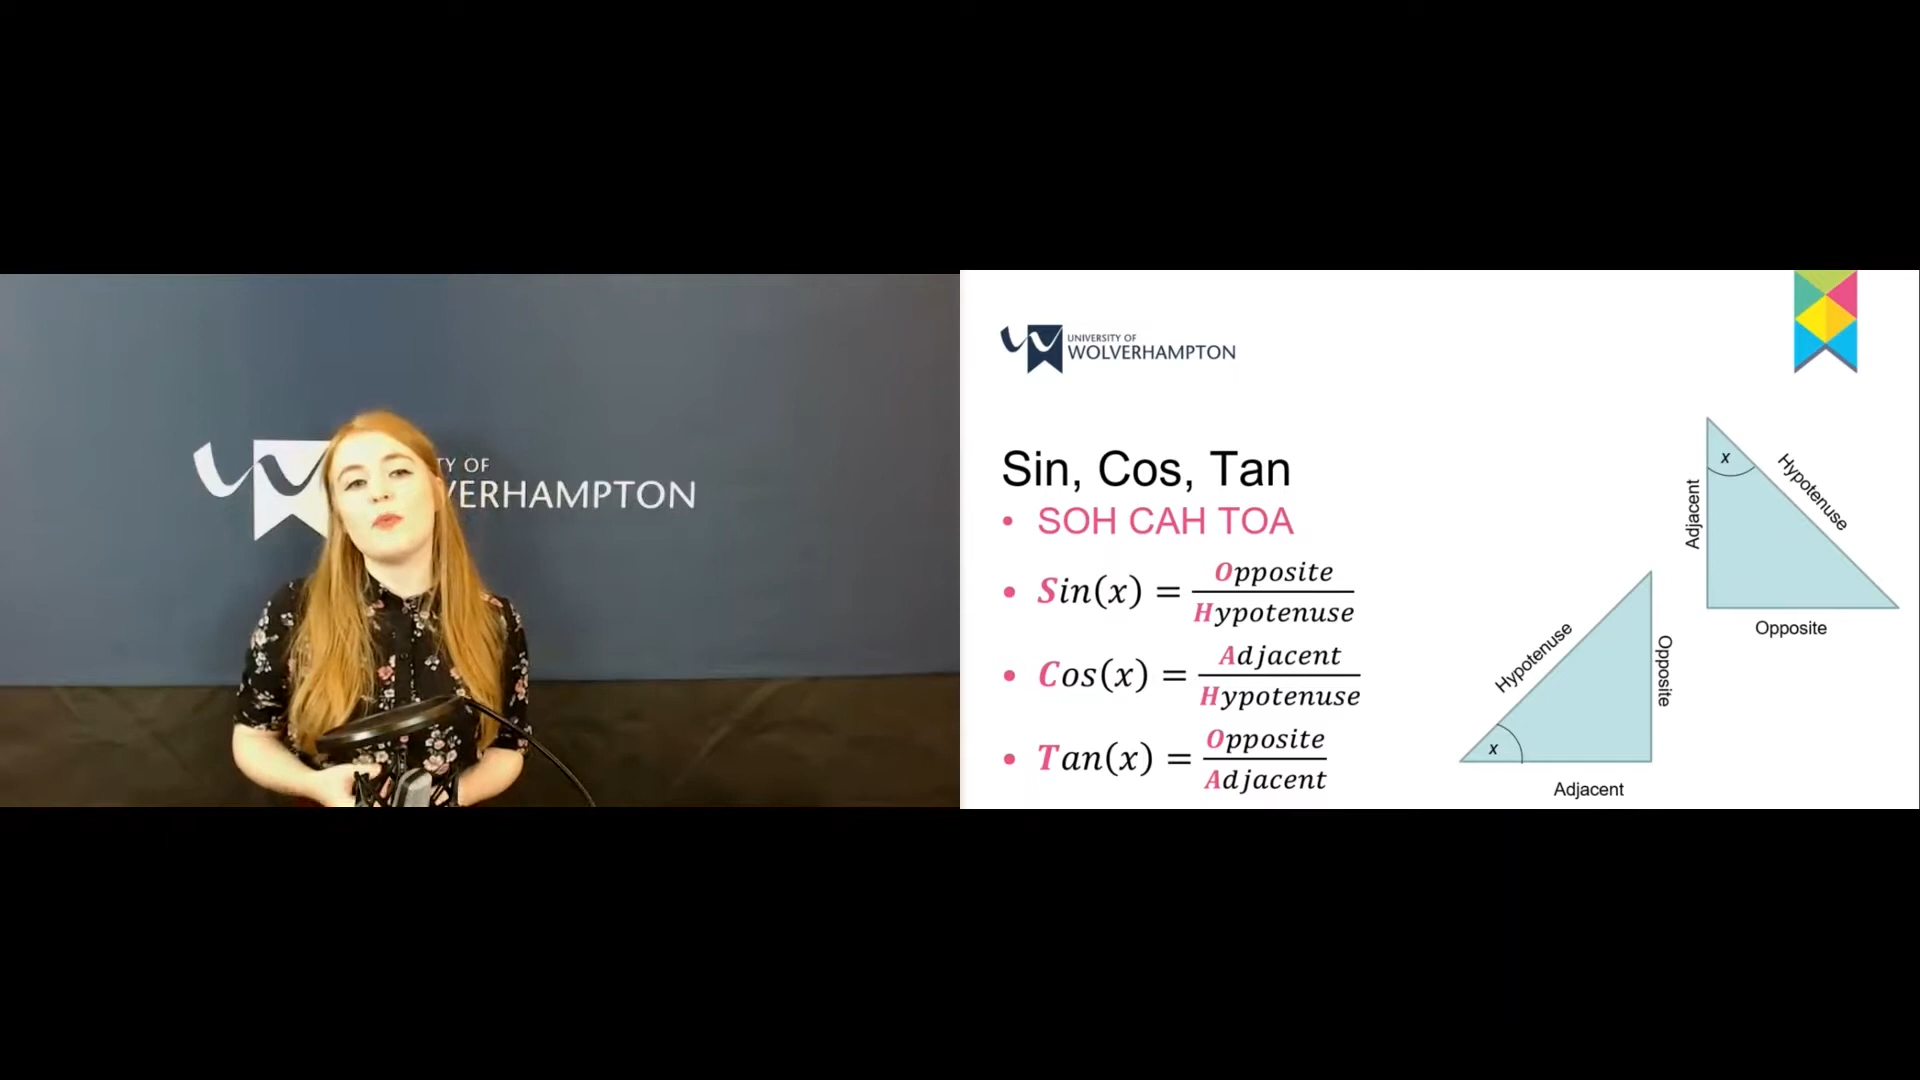 TY OF
VERHAMPTON
UNIVERSITY OF
WOLVERHAMPTON
Sin, Cos, Tan
• SOH CAH TOA
• Sin(x) = Opposite / Hypotenuse
• Cos(x) = Adjacent / Hypotenuse
• Tan(x) = Opposite / Adjacent
x
Adjacent
Hypotenuse
Opposite
x
Hypotenuse
Opposite
Adjacent